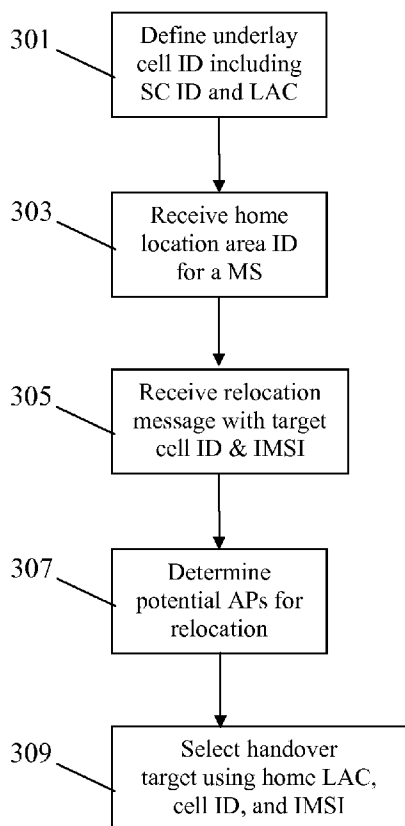 301
Define underlay
cell ID including
SC ID and LAC
303
Receive home
location area ID
for a MS
305
Receive relocation
message with target
cell ID & IMSI
307
Determine
potential APs for
relocation
309
Select handover
target using home LAC,
cell ID, and IMSI